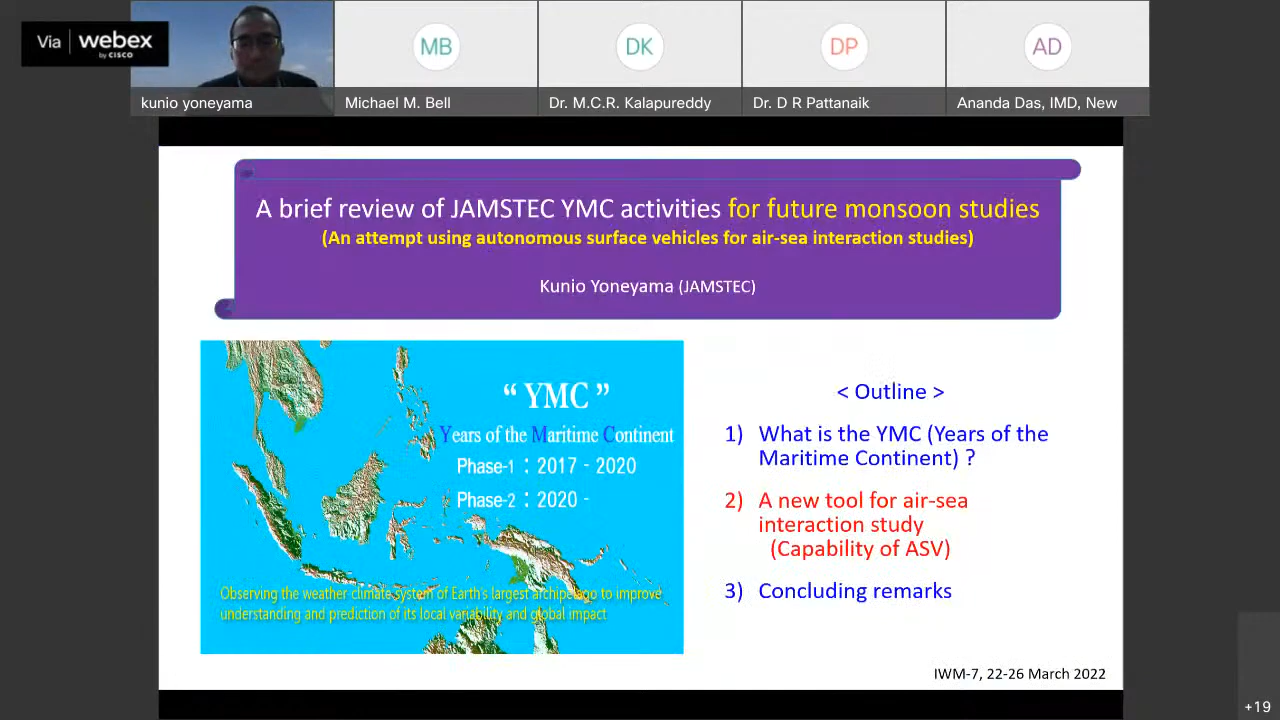 Via webex
by CISCO
MB
DK
DP
AD
kunio yoneyama
Michael M. Bell
Dr. M.C.R. Kalapureddy
Dr. D R Pattanaik
Ananda Das, IMD, New
A brief review of JAMSTEC YMC activities for future monsoon studies
(An attempt using autonomous surface vehicles for air-sea interaction studies)
Kunio Yoneyama (JAMSTEC)
“ YMC ”
Years of the Maritime Continent
Phase-1 : 2017 - 2020
Phase-2 : 2020 -
Observing the weather climate system of Earth's largest archipelago to improve
understanding and prediction of its local variability and global impact
< Outline >
1) What is the YMC (Years of the
Maritime Continent) ?
2) A new tool for air-sea
interaction study
(Capability of ASV)
3) Concluding remarks
IWM-7, 22-26 March 2022
+19